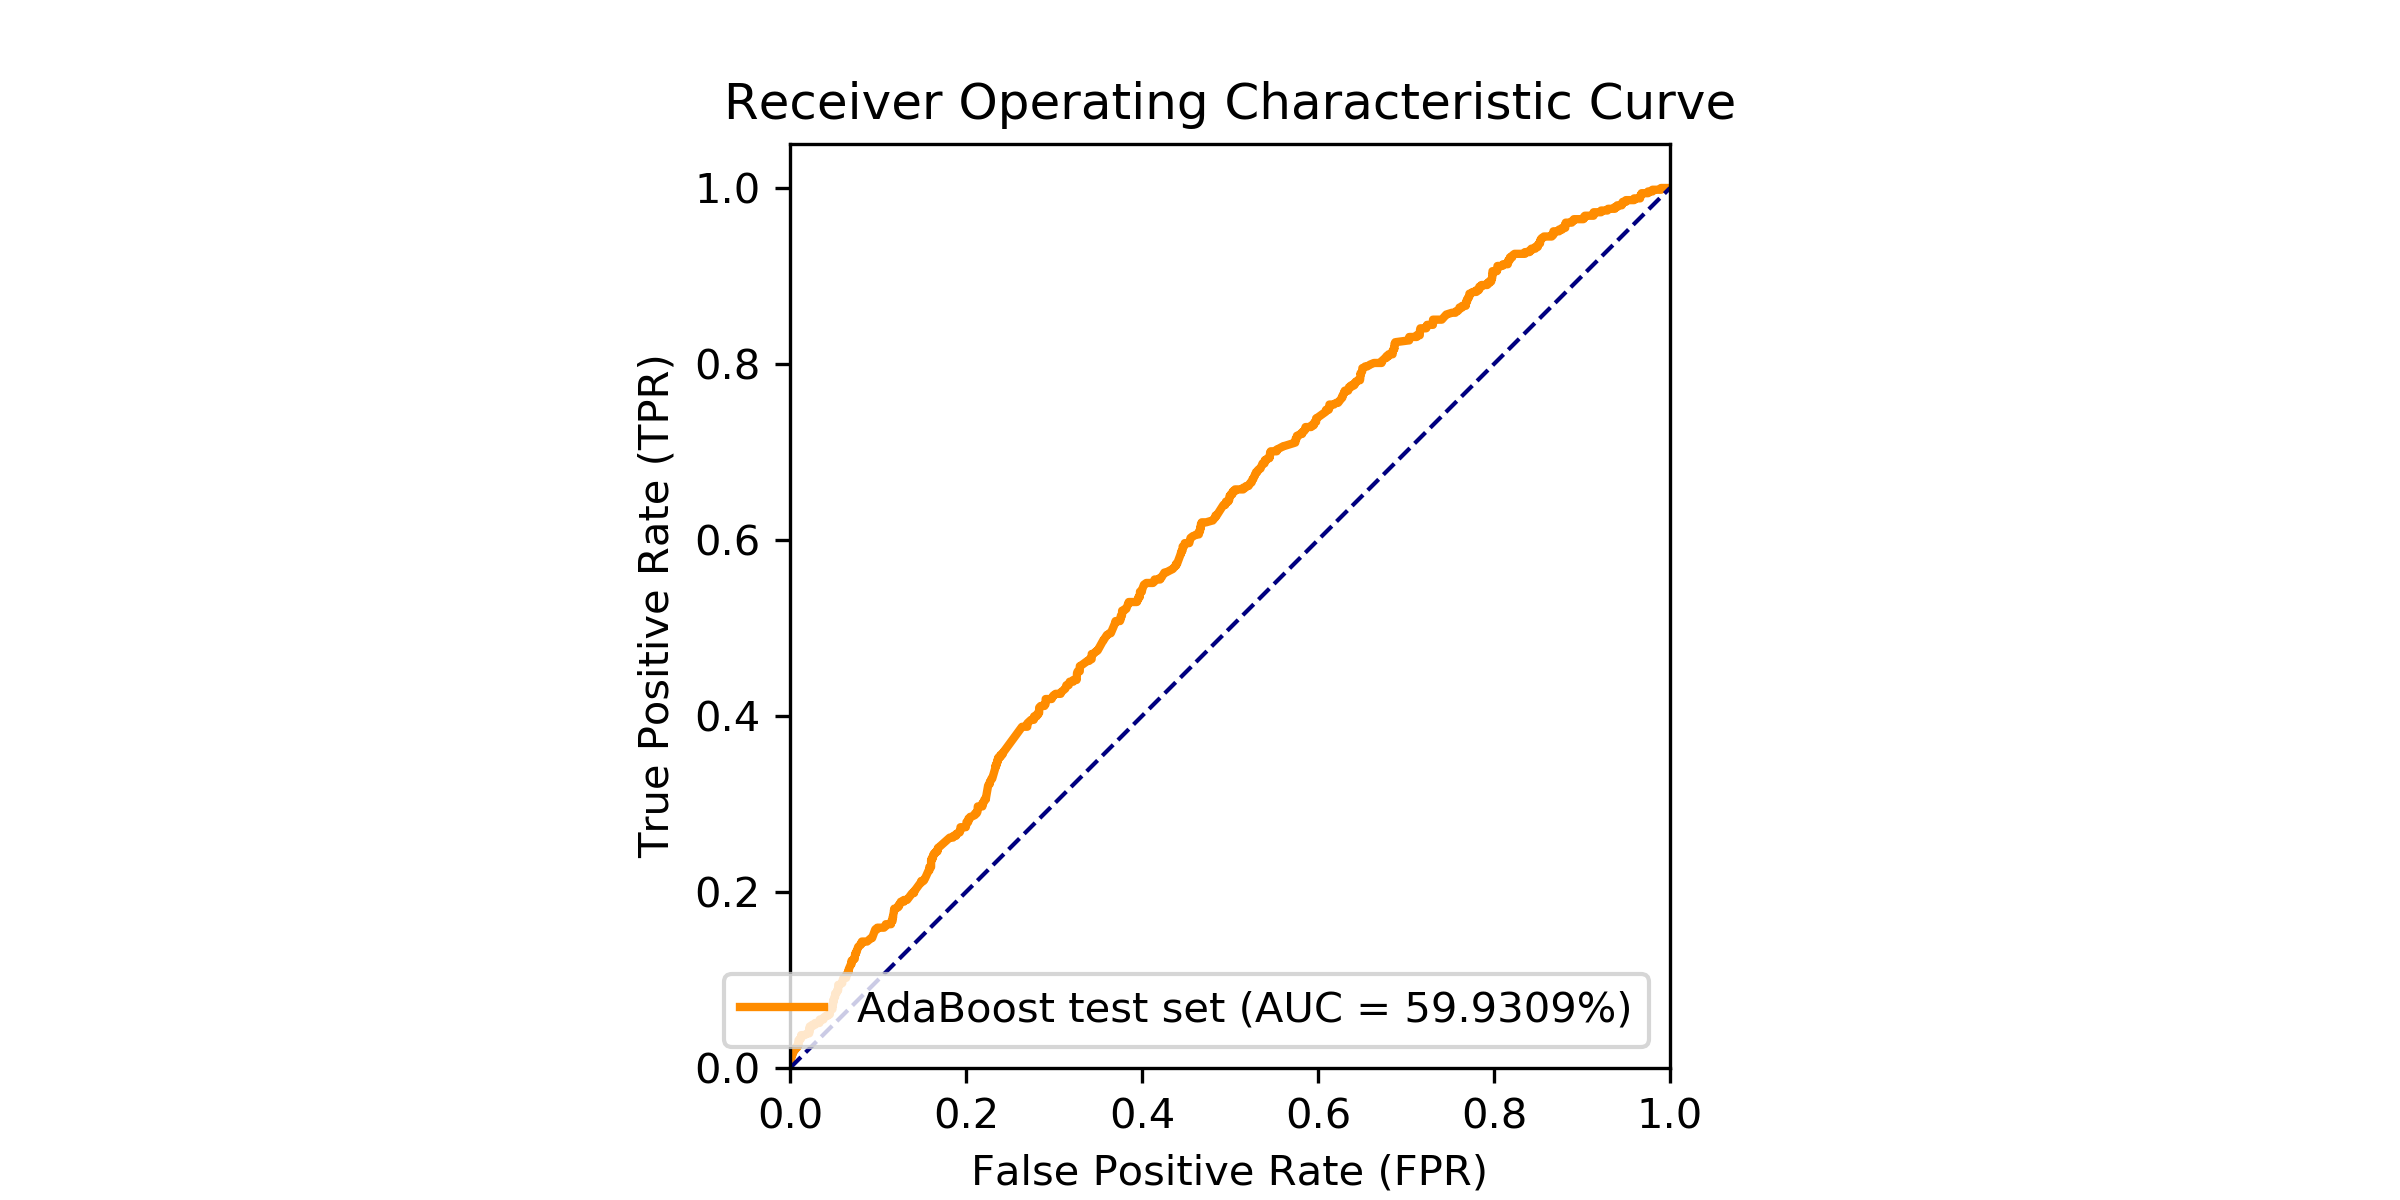 Receiver Operating Characteristic Curve
1.0
0.8
0.6
0.4
0.2
0.0
True Positive Rate (TPR)
AdaBoost test set (AUC = 59.9309%)
0.0 0.2 0.4 0.6 0.8 1.0
False Positive Rate (FPR)